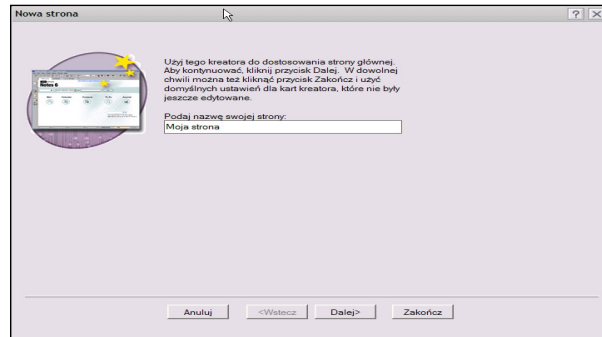 Nowa strona
Notes 6
Użyj tego kreatora do dostosowania strony głównej.
Aby kontynuować, kliknij przycisk Dalej. W dowolnej
chwili można też kliknąć przycisk Zakończ i użyć
domyślnych ustawień dla kart kreatora, które nie były
jeszcze edytowane.
Podaj nazwę swojej strony:
Moja strona
Anuluj <Wstecz Dalej> Zakończ